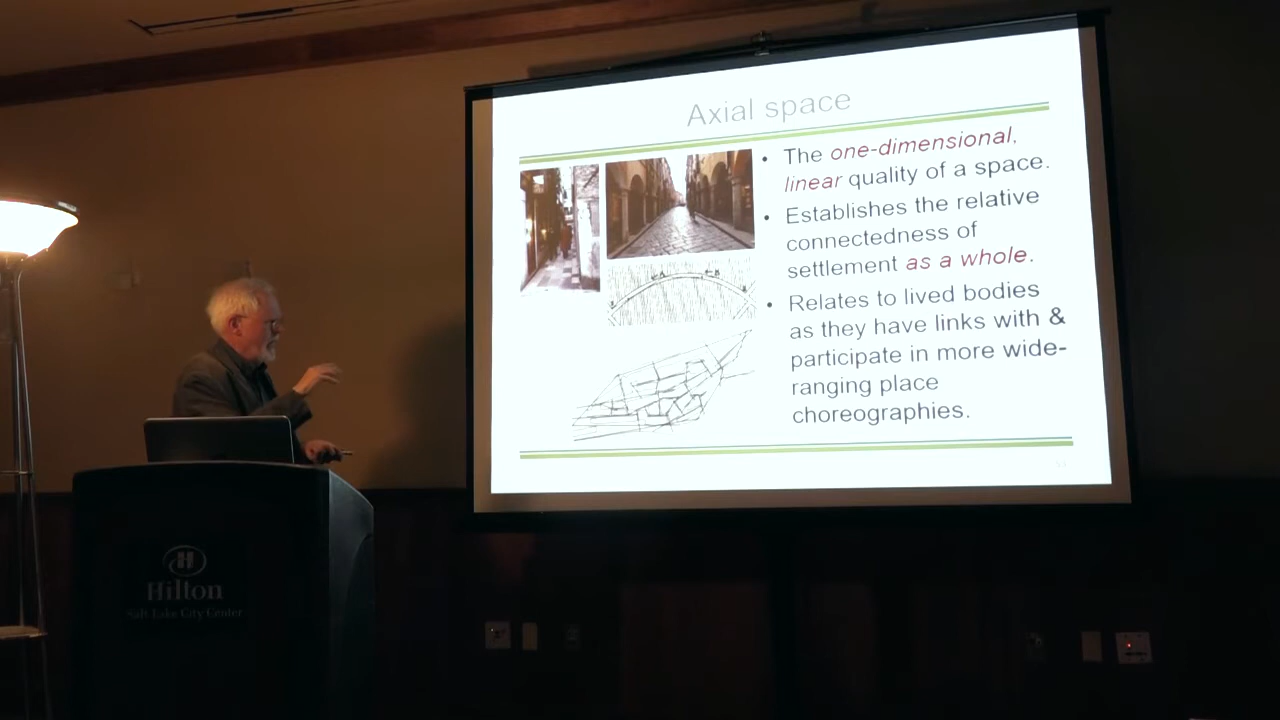 Axial space
• The one-dimensional,
linear quality of a space.
• Establishes the relative
connectedness of
settlement as a whole.
• Relates to lived bodies
as they have links with &
participate in more wide-
ranging place
choreographies.
Hilton
Salt Lake City Center